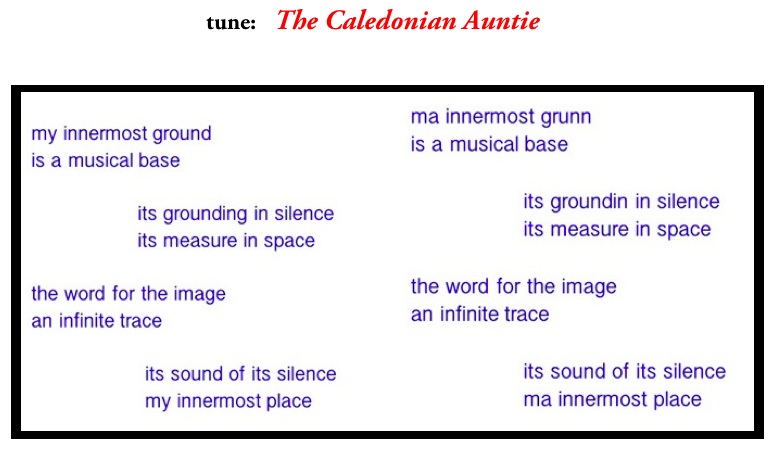 tune: The Caledonian Auntie
my innermost ground
is a musical base
its grounding in silence
its measure in space
the word for the image
an infinite trace
its sound of its silence
my innermost place
ma innermost grunn
is a musical base
its groundin in silence
its measure in space
the word for the image
an infinite trace
its sound of its silence
ma innermost place